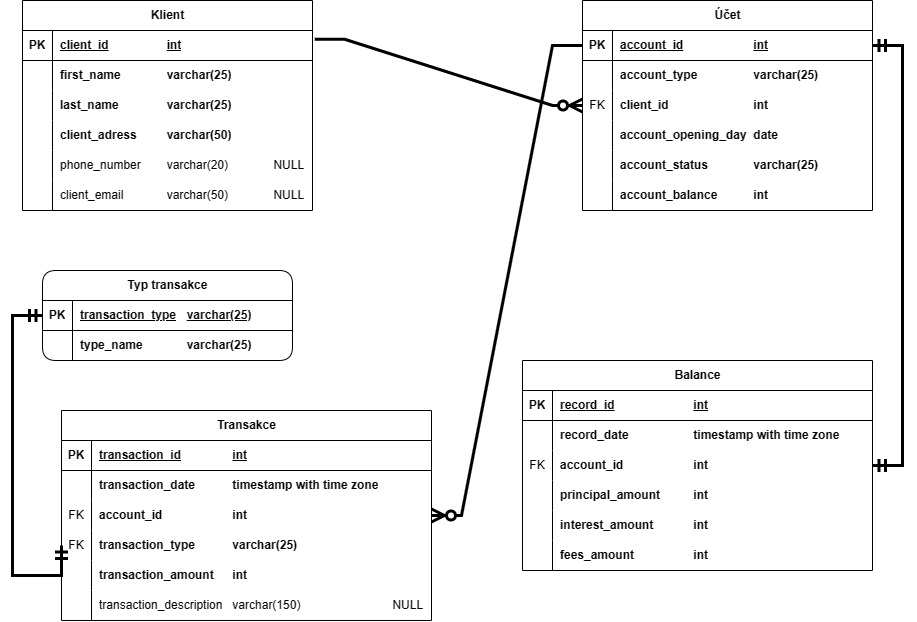 Klient
PK client_id int
first_name varchar(25)
last_name varchar(25)
client_adress varchar(50)
phone_number varchar(20) NULL
client_email varchar(50) NULL
Účet
PK account_id int
account_type varchar(25)
FK client_id int
account_opening_day date
account_status varchar(25)
account_balance int
Typ transakce
PK transaction_type varchar(25)
type_name varchar(25)
Balance
PK record_id int
record_date timestamp with time zone
FK account_id int
principal_amount int
interest_amount int
fees_amount int
Transakce
PK transaction_id int
transaction_date timestamp with time zone
FK account_id int
FK transaction_type varchar(25)
transaction_amount int
transaction_description varchar(150) NULL